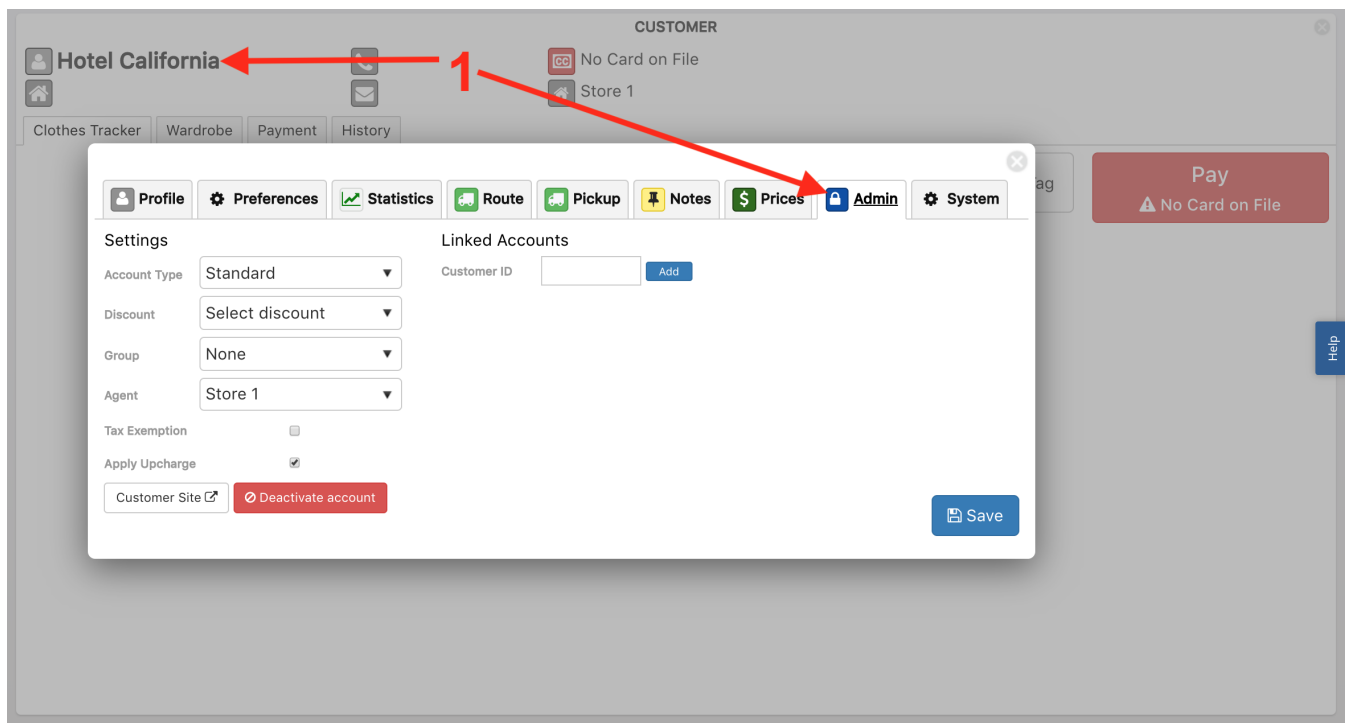 CUSTOMER
Hotel California
1
CC No Card on File
Store 1
Clothes Tracker Wardrobe Payment History
Pay
No Card on File
Profile Preferences Statistics Route Pickup Notes $ Prices Admin System
Settings
Linked Accounts
Account Type Standard
Customer ID Add
Discount Select discount
Group None
Agent Store 1
Tax Exemption
Apply Upcharge
Customer Site Deactivate account
Save
Help